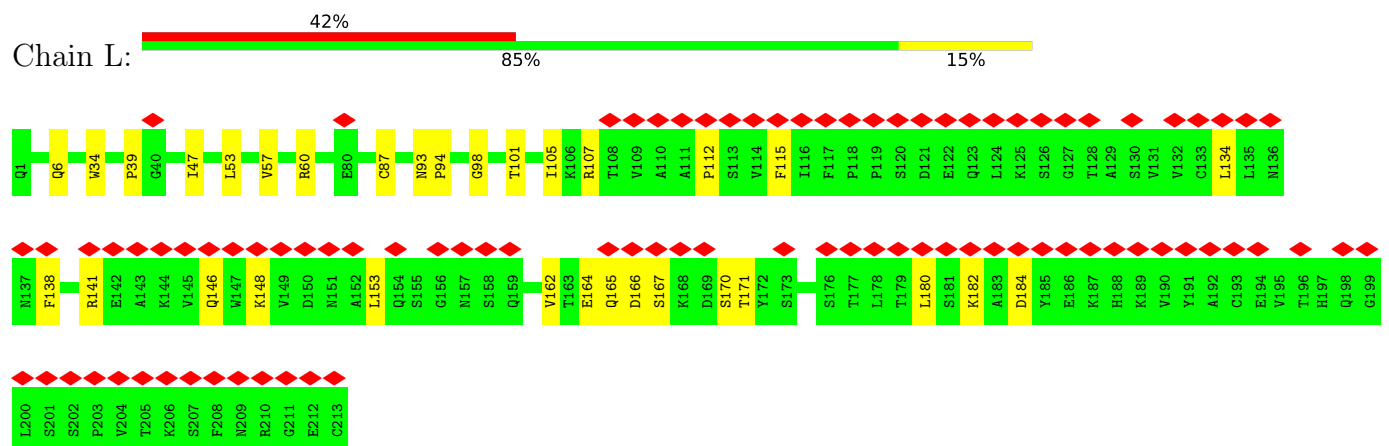 42%
Chain L:
85% 15%
Q1 Q6 W34 P39 G40 I47 L53 V57 R60 E80 C87 N93 P94 G98 T101 I105 K106 R107 T108 V109 A110 A111 P112 S113 V114 F115 I116 F117 P118 P119 S120 D121 E122 Q123 L124 K125 S126 G127 T128 A129 S130 V131 V132 C133 L134 L135 N136
N137 F138 R141 E142 A143 K144 V145 Q146 W147 K148 V149 D150 N151 A152 L153 Q154 S155 G156 N157 S158 Q159 V162 T163 E164 Q165 D166 S167 K168 D169 S170 T171 Y172 S173 S176 T177 L178 T179 L180 S181 K182 A183 D184 Y185 E186 K187 H188 K189 V190 Y191 A192 C193 E194 V195 T196 H197 Q198 G199
L200 S201 S202 P203 V204 T205 K206 S207 F208 N209 R210 G211 E212 C213